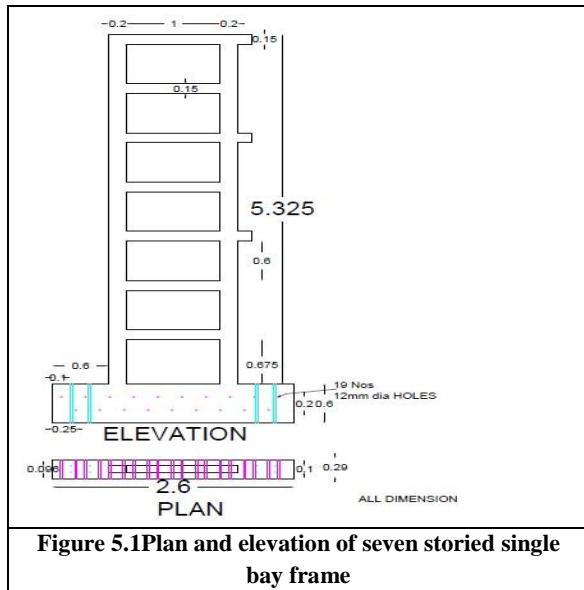 0.2 1 0.2
0.15
0.15
5.325
0.6
0.6
0.675
0.1
19 Nos
12mm dia HOLES
0.2 0.6
0.25
ELEVATION
0.096
0.1 0.29
2.6
PLAN
ALL DIMENSION
Figure 5.1Plan and elevation of seven storied single
bay frame